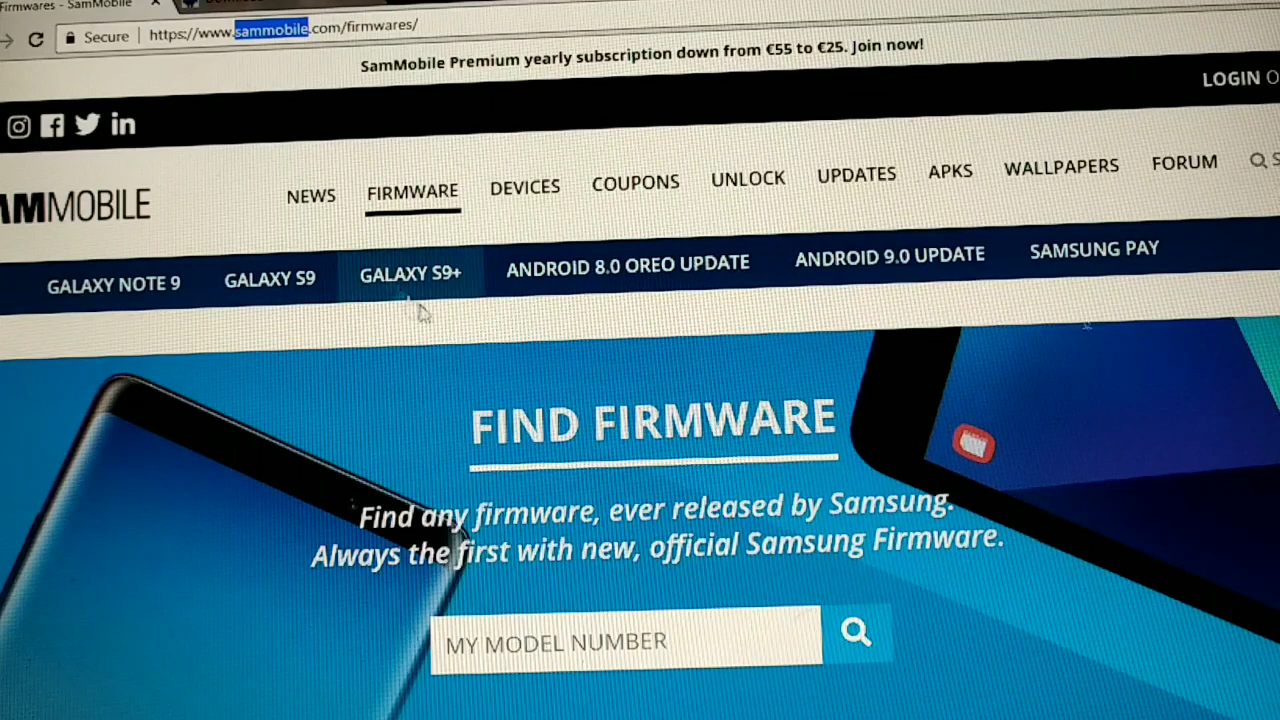 Firmwares - SamMobile
Secure https://www.sammobile.com/firmwares/
SamMobile Premium yearly subscription down from €55 to €25. Join now!
LOGIN
AMMOBILE
NEWS FIRMWARE DEVICES COUPONS UNLOCK UPDATES APKS WALLPAPERS FORUM
GALAXY NOTE 9 GALAXY S9 GALAXY S9+ ANDROID 8.0 OREO UPDATE ANDROID 9.0 UPDATE SAMSUNG PAY
FIND FIRMWARE
Find any firmware, ever released by Samsung.
Always the first with new, official Samsung Firmware.
MY MODEL NUMBER